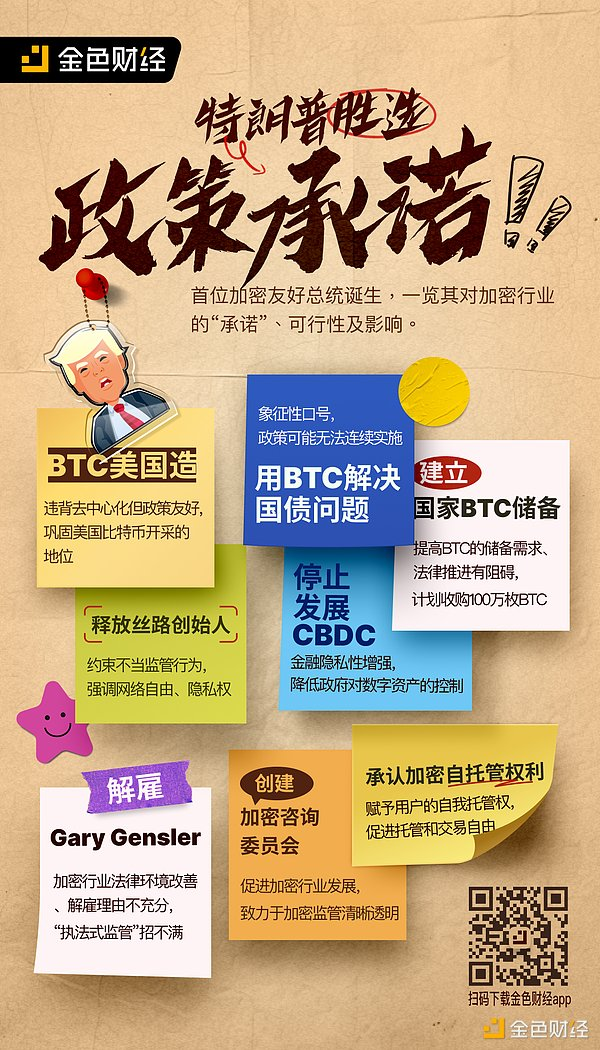 金色财经
特朗普胜选
政策承诺!!
首位加密友好总统诞生，一览其对加密行业
的“承诺”、可行性及影响。
BTC美国造
违背去中心化但政策友好，
巩固美国比特币开采的
地位
象征性口号，
政策可能无法连续实施
用BTC解决
国债问题
建立
国家BTC储备
提高BTC的储备需求、
法律推进有阻碍，
计划收购100万枚BTC
释放丝路创始人
约束不当监管行为，
强调网络自由、隐私权
停止
发展
CBDC
金融隐私性增强，
降低政府对数字资产的控制
解雇
Gary Gensler
加密行业法律环境改善
、解雇理由不充分，
“执法式监管”招不满
创建
加密咨询
委员会
促进加密行业发展，
致力于加密监管清晰透明
承认加密自托管权利
赋予用户的自我托管权，
促进托管和交易自由
扫码下载金色财经app
金色财经